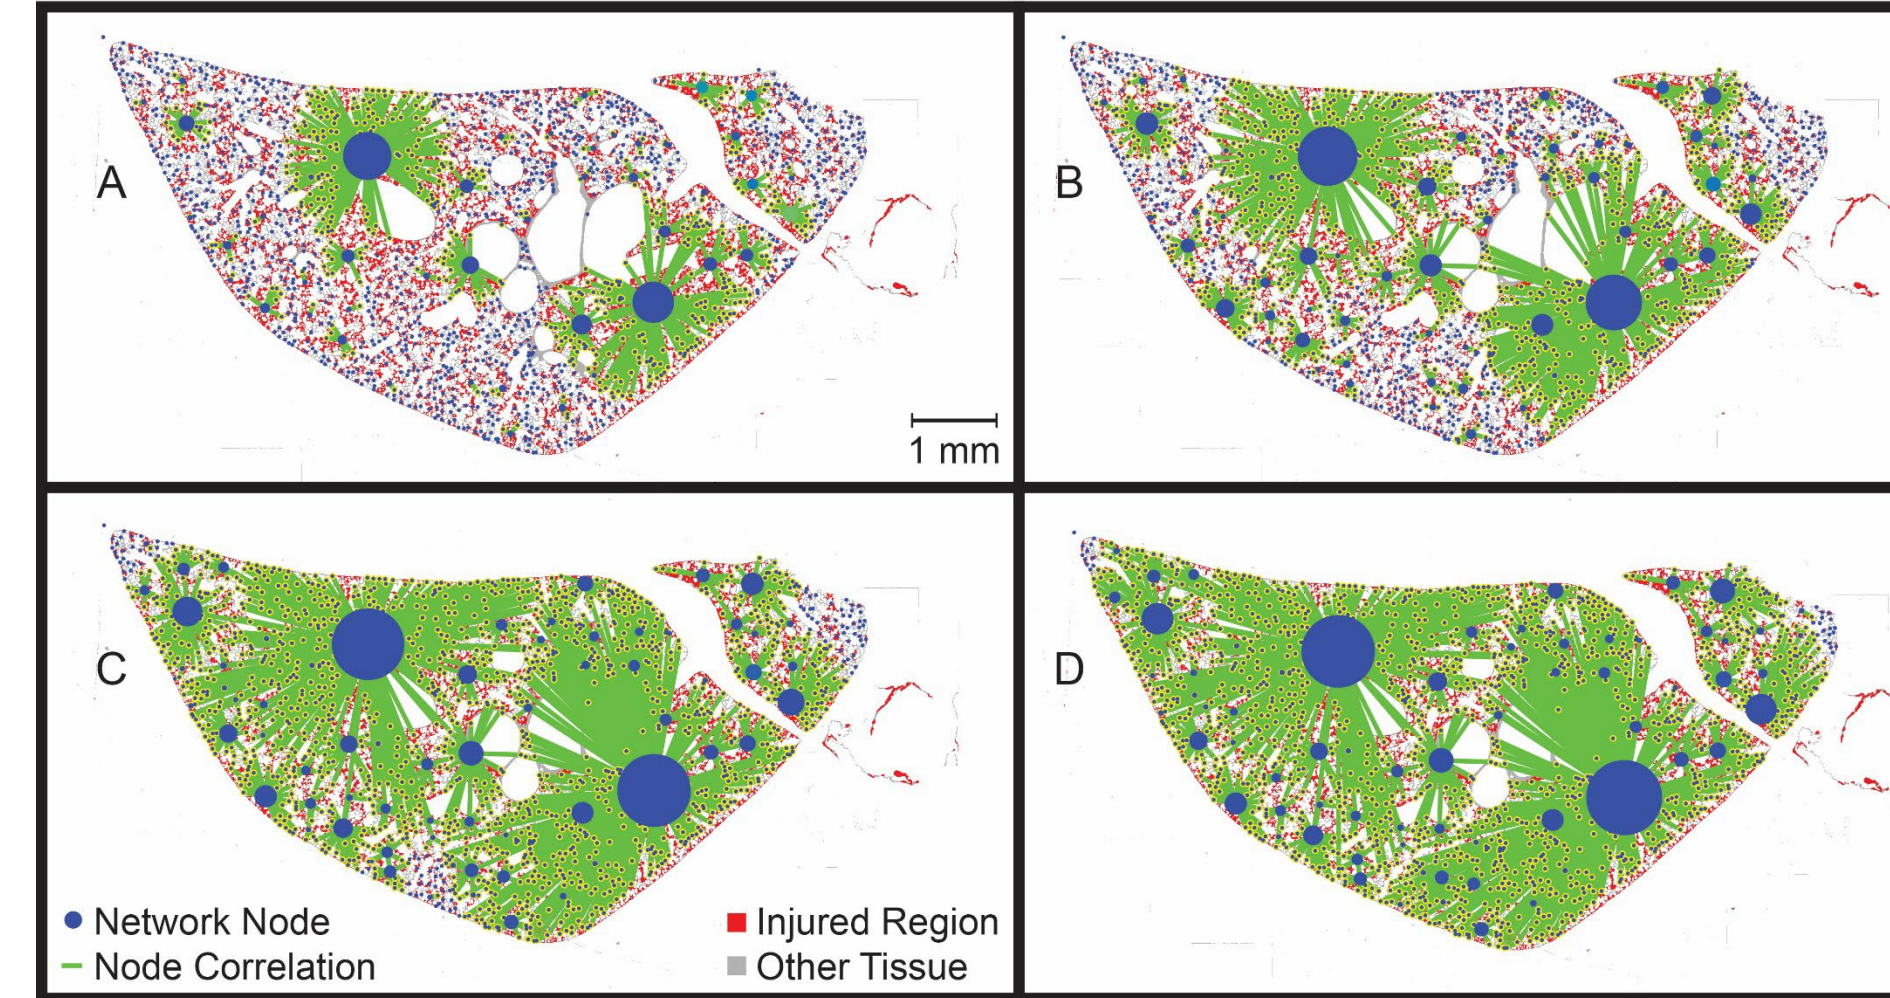 A
B
1 mm
C
D
Network Node
Node Correlation
Injured Region
Other Tissue